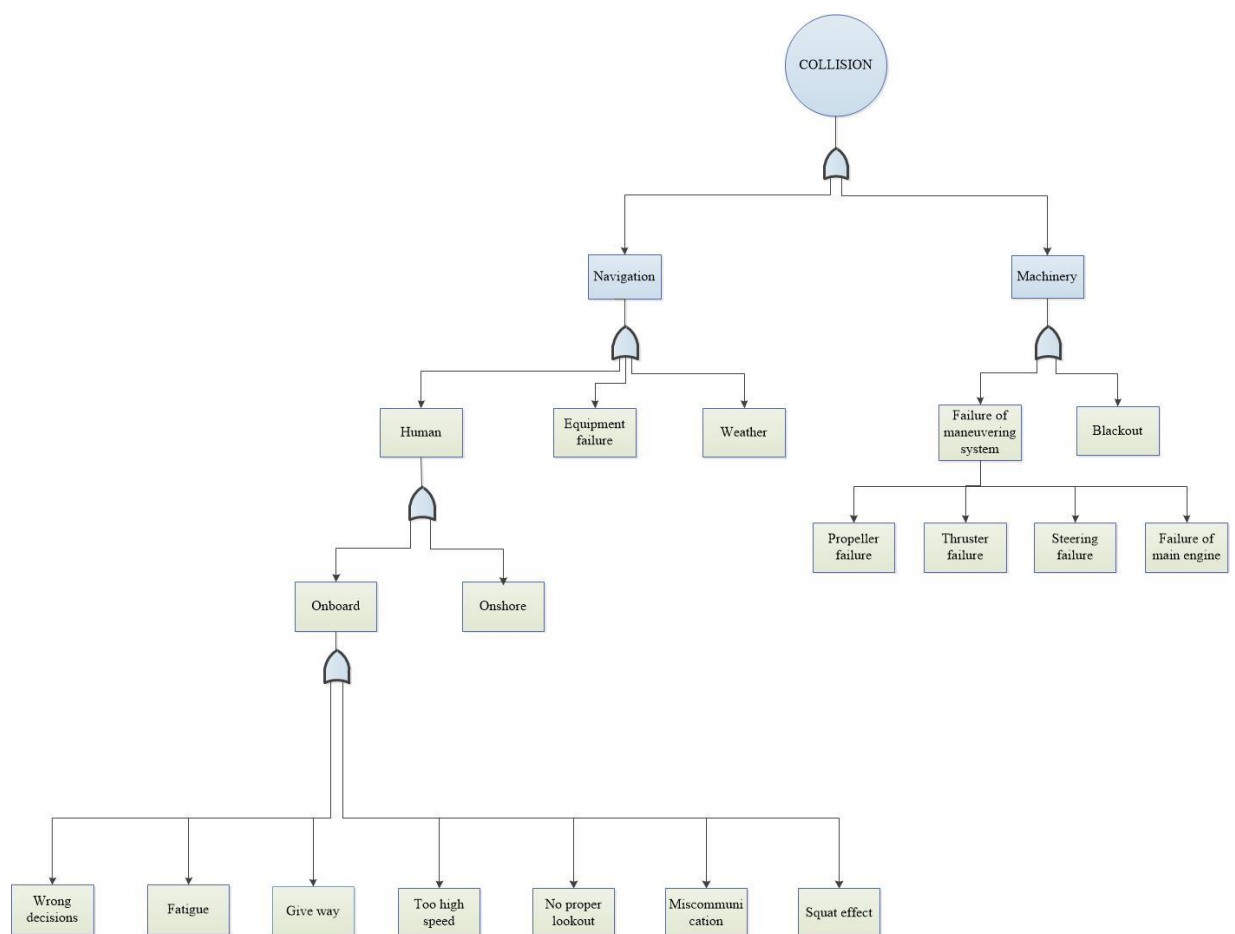 COLLISION
Navigation
Machinery
Human
Equipment
failure
Weather
Failure of
maneuvering
system
Blackout
Propeller
failure
Thruster
failure
Steering
failure
Failure of
main engine
Onboard
Onshore
Wrong
decisions
Fatigue
Give way
Too high
speed
No proper
lookout
Miscommuni
cation
Squat effect